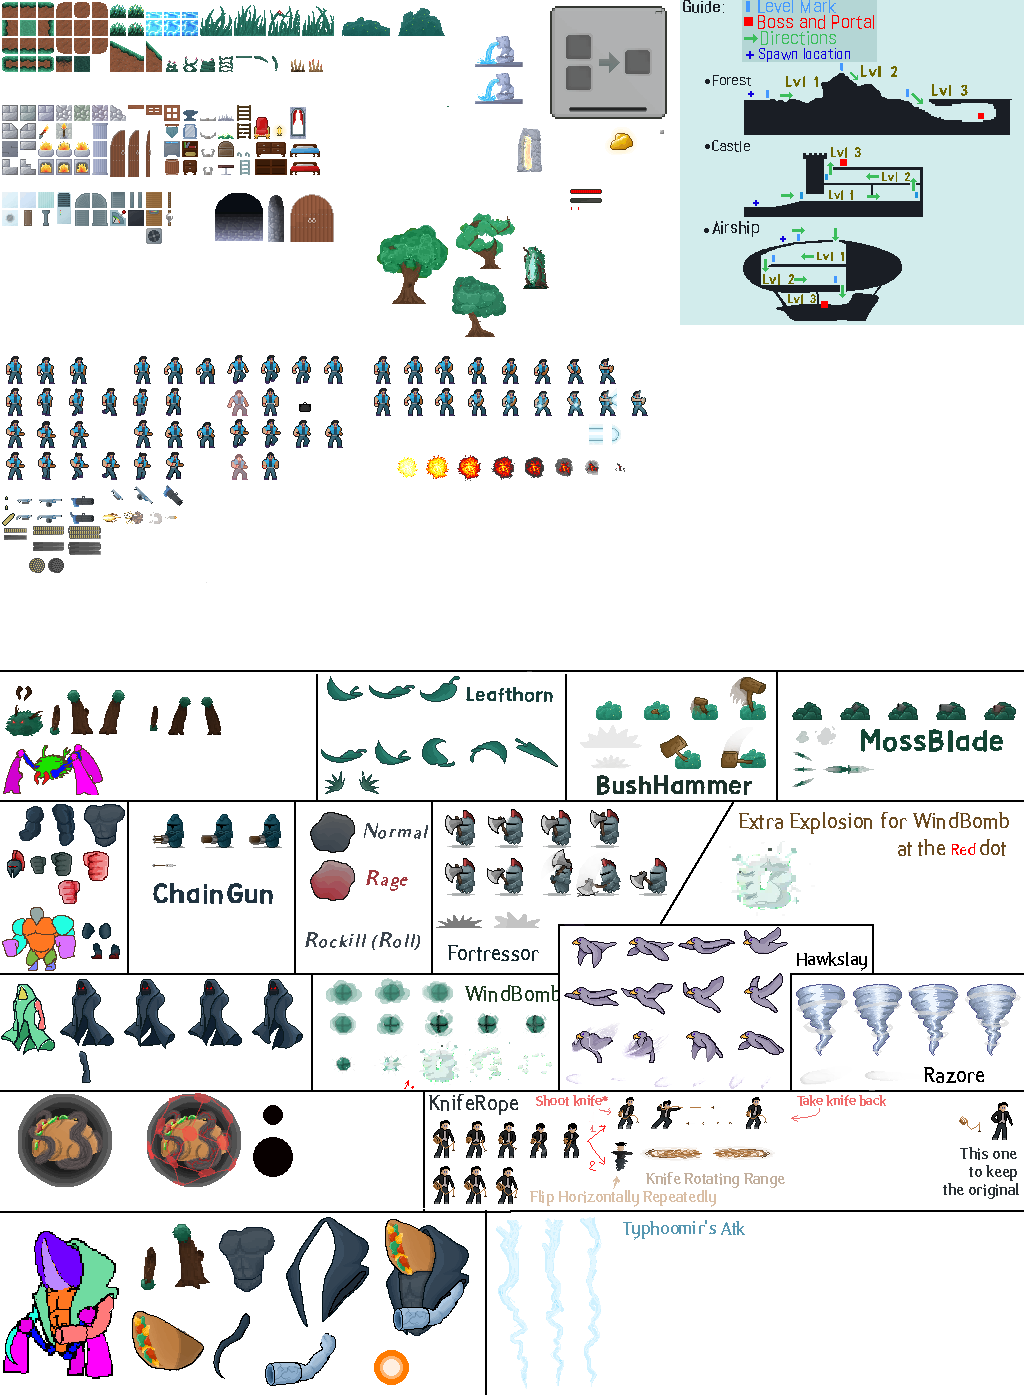 Guide:
Level Mark
Boss and Portal
Directions
Spawn location
•Forest
Lvl 1
Lvl 2
Lvl 3
•Castle
Lvl 3
Lvl 2
Lvl 1
•Airship
Lvl 1
Lvl 2
Lvl 3
Leafthorn
BushHammer
MossBlade
ChainGun
Normal
Rage
Rockill (Roll)
Fortressor
Extra Explosion for WindBomb
at the Red dot
Hawkslay
WindBomb
Razore
KnifeRope
Shoot knife*
Take knife back
1
2
Knife Rotating Range
Flip Horizontally Repeatedly
This one
to keep
the original
Typhoomir's Atk